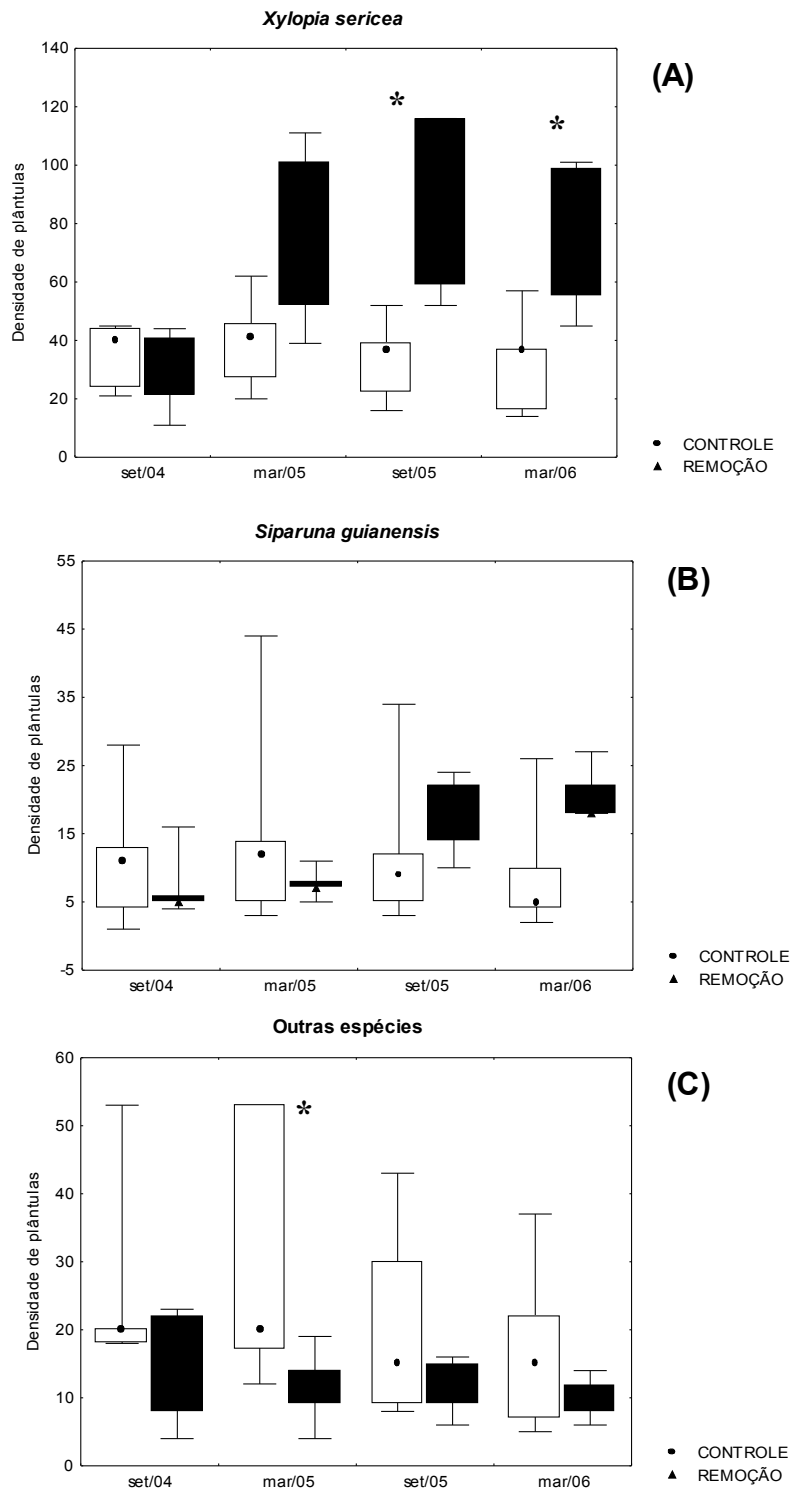 Xylopia sericea
(A)
Densidade de plântulas
140
120
100
80
60
40
20
0
*
*
set/04 mar/05 set/05 mar/06
CONTROLE
REMOÇÃO
Siparuna guianensis
(B)
Densidade de plântulas
55
45
35
25
15
5
-5
set/04 mar/05 set/05 mar/06
CONTROLE
REMOÇÃO
Outras espécies
(C)
Densidade de plântulas
60
50
40
30
20
10
0
*
set/04 mar/05 set/05 mar/06
CONTROLE
REMOÇÃO